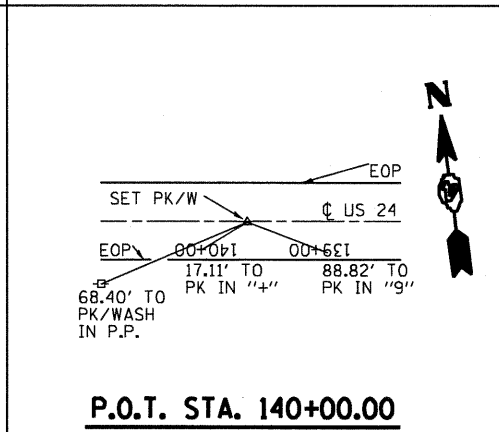 N
EOP
SET PK/W
℄ US 24
EOP
140+00
139+00
17.11' TO
PK IN "+"
88.82' TO
PK IN "9"
68.40' TO
PK/WASH
IN P.P.
P.O.T. STA. 140+00.00